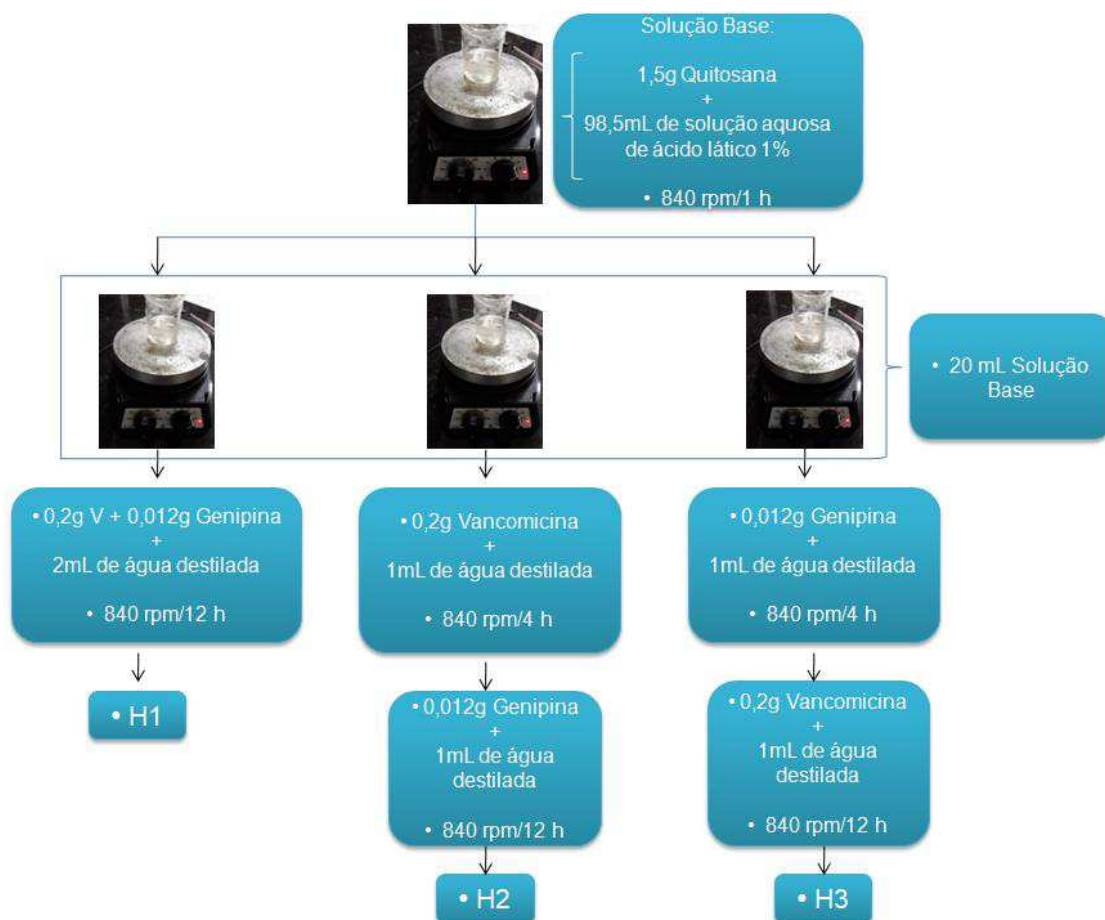 Solução Base:
1,5g Quitosana
+
98,5mL de solução aquosa
de ácido lático 1%
• 840 rpm/1 h
• 20 mL Solução
Base
• 0,2g V + 0,012g Genipina
+
2mL de água destilada
• 840 rpm/12 h
• H1
• 0,2g Vancomicina
+
1mL de água destilada
• 840 rpm/4 h
• 0,012g Genipina
+
1mL de água
destilada
• 840 rpm/12 h
• H2
• 0,012g Genipina
+
1mL de água destilada
• 840 rpm/4 h
• 0,2g Vancomicina
+
1mL de água
destilada
• 840 rpm/12 h
• H3